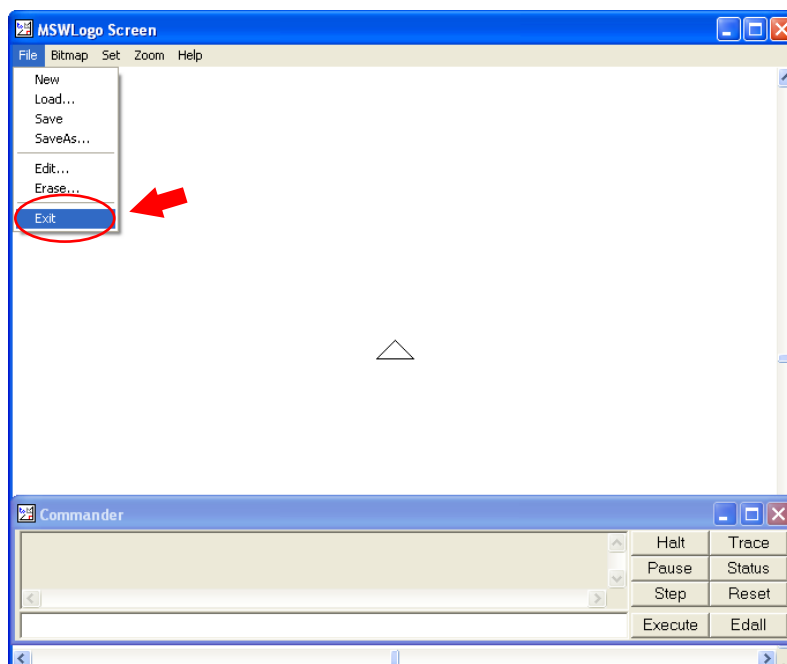 MSWLogo Screen
File Bitmap Set Zoom Help
New
Load...
Save
SaveAs...
Edit...
Erase...
Exit
Commander
Halt Trace
Pause Status
Step Reset
Execute Edall